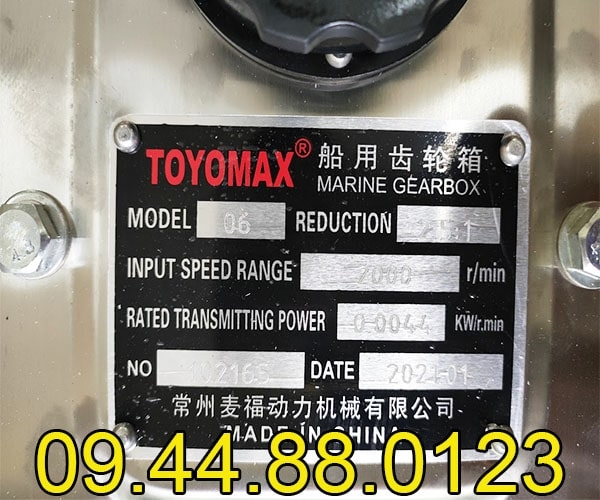 TOYOMAX® 船用齿轮箱
MARINE GEARBOX
MODEL 06 REDUCTION
INPUT SPEED RANGE 2000 r/min
RATED TRANSMITTING POWER 0.0044 KW/r.min
NO DATE 202101
常州麦福动力机械有限公司
MADE IN CHINA
09.44.88.0123